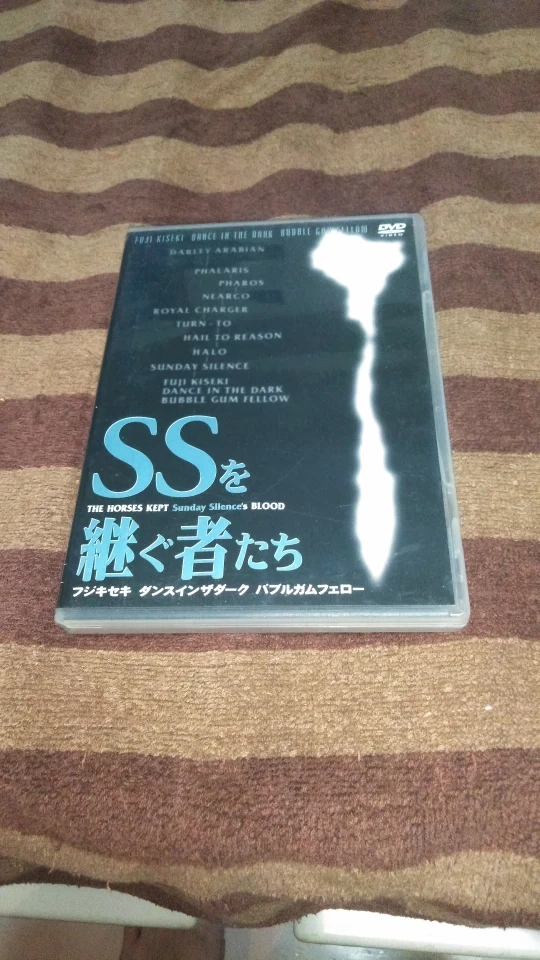 FUJI KISEKI DANCE IN THE DARK BUBBLE GUM FELLOW
DVD
VIDEO
DARLEY ARABIAN
PHALARIS
PHAROS
NEARCO
ROYAL CHARGER
TURN-TO
HAIL TO REASON
HALO
SUNDAY SILENCE
FUJI KISEKI
DANCE IN THE DARK
BUBBLE GUM FELLOW
SSを
THE HORSES KEPT Sunday Silence's BLOOD
継ぐ者たち
フジキセキ ダンスインザダーク バブルガムフェロー